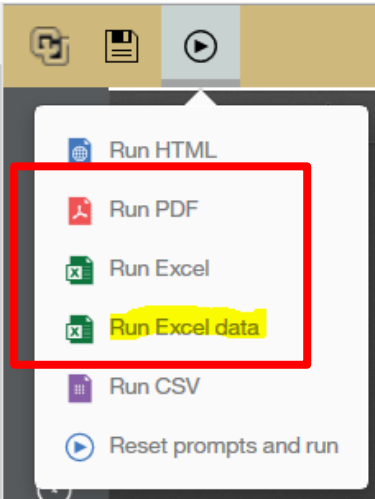 Run HTML
Run PDF
Run Excel
Run Excel data
Run CSV
Reset prompts and run